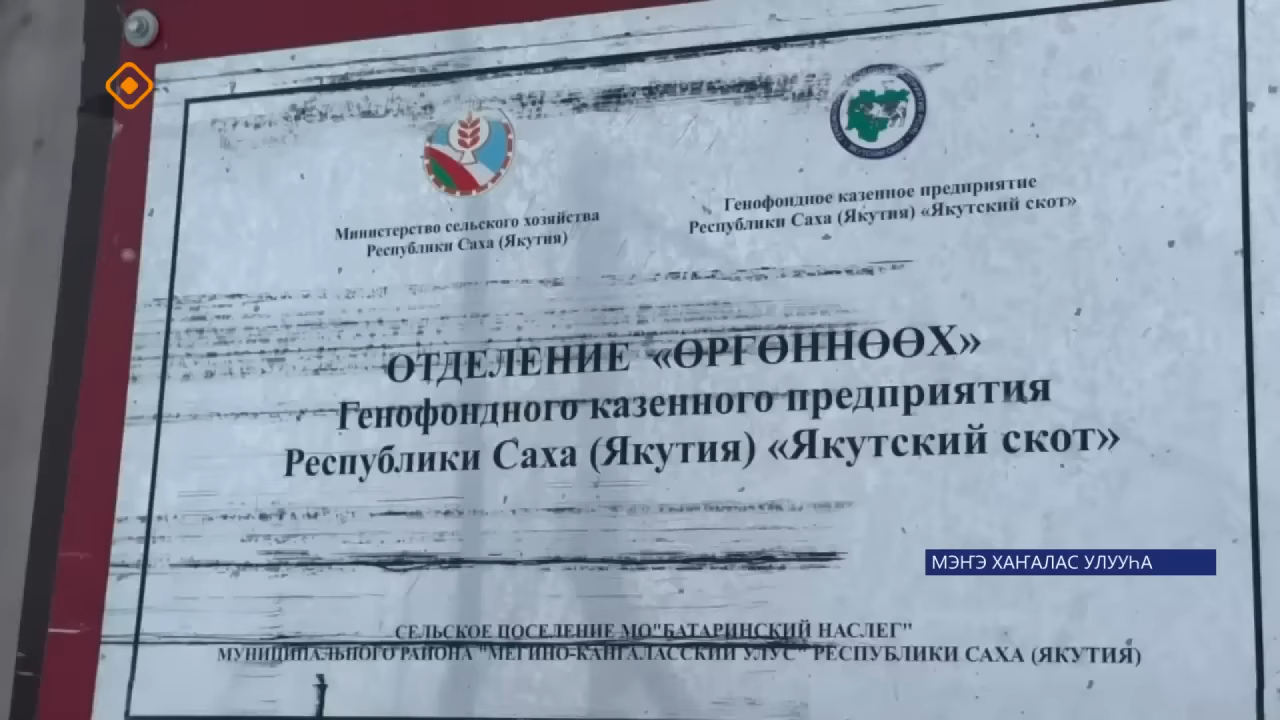 Министерство сельского хозяйства
Республики Саха (Якутия)
Генофондное казенное предприятие
Республики Саха (Якутия) «Якутский скот»
ОТДЕЛЕНИЕ «ӨРГӨННӨӨХ»
Генофондного казенного предприятия
Республики Саха (Якутия) «Якутский скот»
МЭҤЭ ХАҤАЛАС УЛУУҺА
СЕЛЬСКОЕ ПОСЕЛЕНИЕ МО"БАТАРИНСКИЙ НАСЛЕГ"
МУНИЦИПАЛЬНОГО РАЙОНА "МЕГИНО-КАНГАЛАССКИЙ УЛУС" РЕСПУБЛИКИ САХА (ЯКУТИЯ)